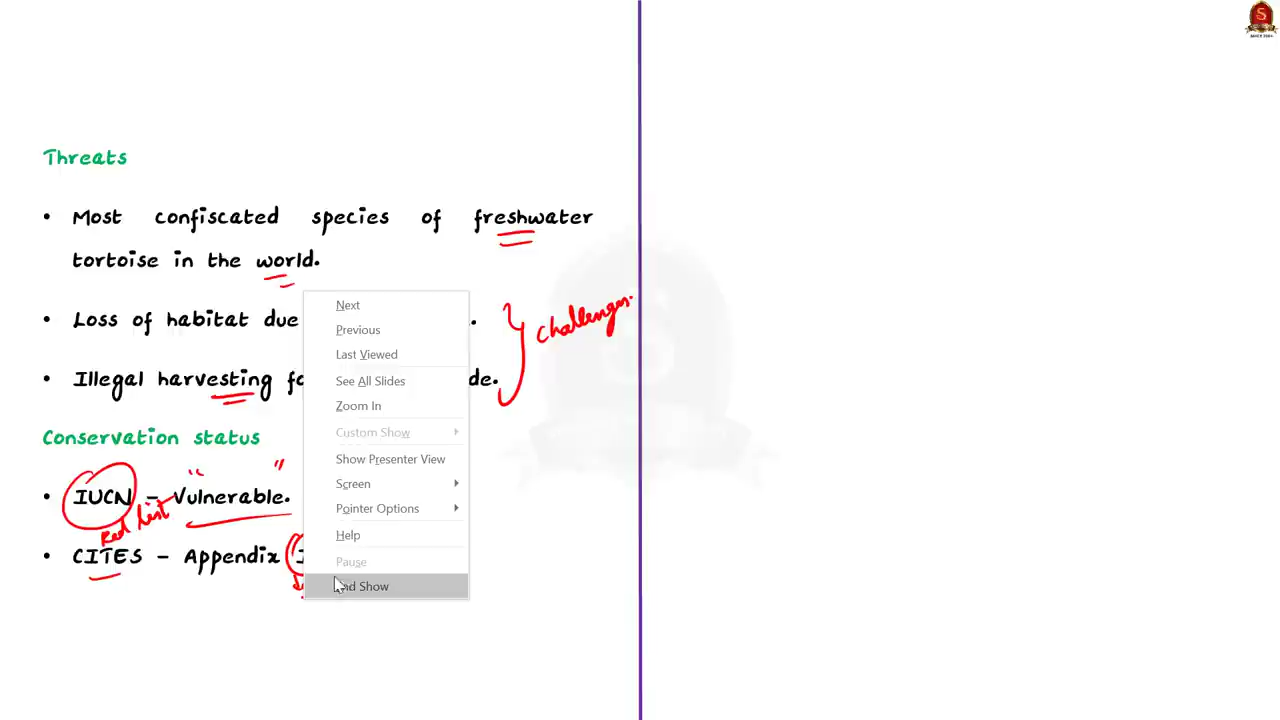 Threats
• Most confiscated species of freshwater
tortoise in the world.
• Loss of habitat due .
• Illegal harvesting de.
Challenges.
Conservation status
• IUCN - "Vulnerable."
Red list
• CITES - Appendix
Next
Previous
Last Viewed
See All Slides
Zoom In
Custom Show
Show Presenter View
Screen
Pointer Options
Help
Pause
End Show
S